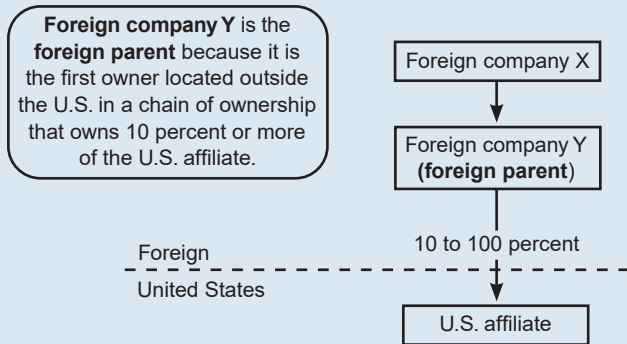 Foreign company Y is the
foreign parent because it is
the first owner located outside
the U.S. in a chain of ownership
that owns 10 percent or more
of the U.S. affiliate.
Foreign company X
Foreign company Y
(foreign parent)
10 to 100 percent
Foreign
United States
U.S. affiliate